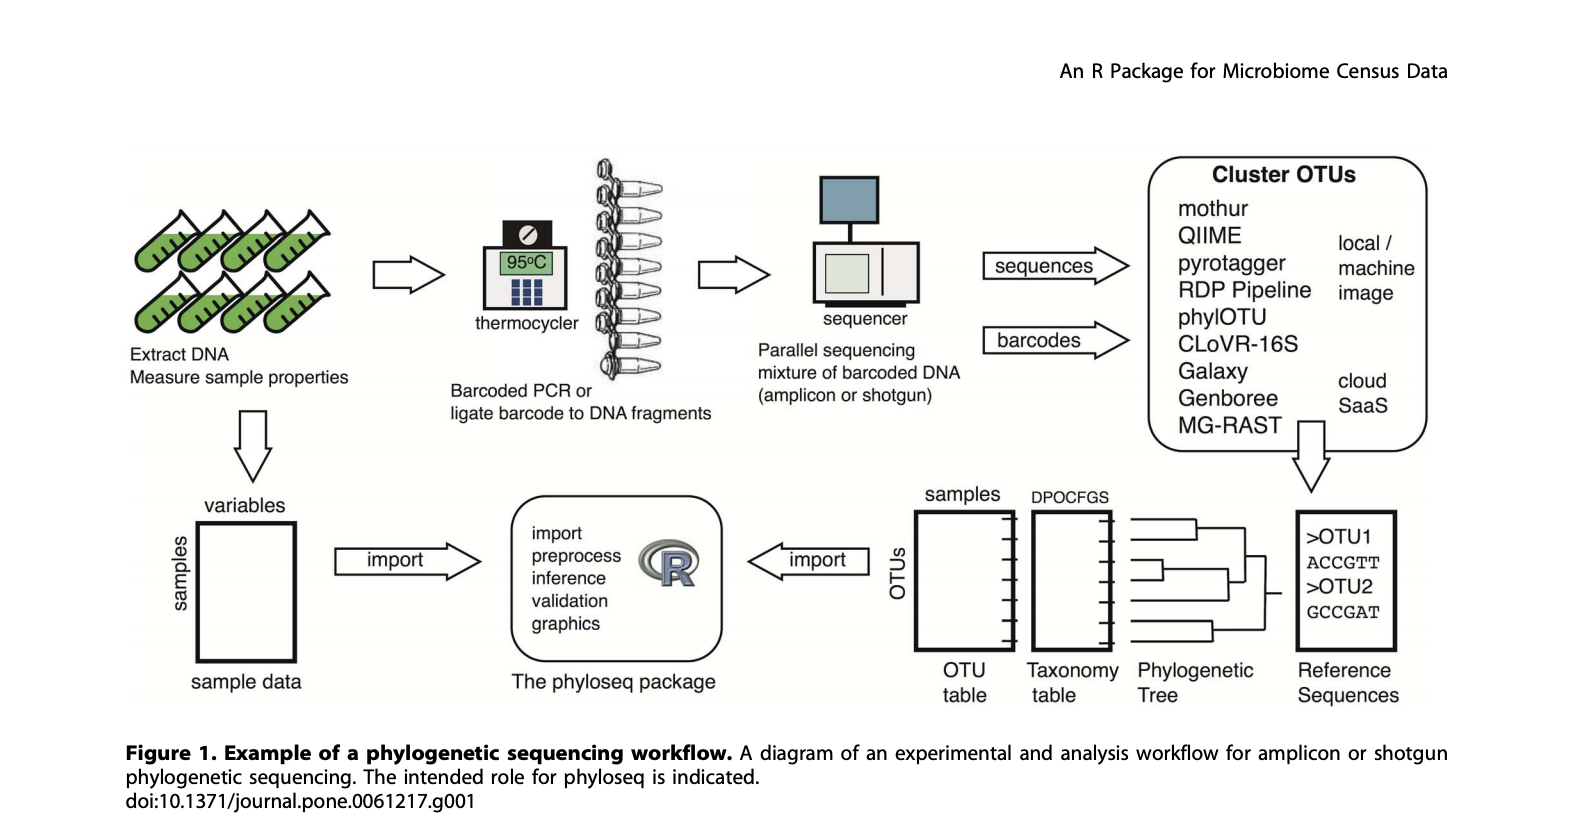 An R Package for Microbiome Census Data
Extract DNA
Measure sample properties
95°C
thermocycler
Barcoded PCR or
ligate barcode to DNA fragments
sequencer
Parallel sequencing
mixture of barcoded DNA
(amplicon or shotgun)
sequences
barcodes
Cluster OTUs
mothur
QIIME
pyrotagger
RDP Pipeline
phylOTU
CLoVR-16S
Galaxy
Genboree
MG-RAST
local /
machine
image
cloud
SaaS
variables
samples
sample data
import
import
preprocess
inference
validation
graphics
R
The phyloseq package
import
samples
OTUs
OTU
table
DPOCFGS
Taxonomy
table
Phylogenetic
Tree
>OTU1
ACCGTT
>OTU2
GCCGAT
Reference
Sequences
Figure 1. Example of a phylogenetic sequencing workflow. A diagram of an experimental and analysis workflow for amplicon or shotgun
phylogenetic sequencing. The intended role for phyloseq is indicated.
doi:10.1371/journal.pone.0061217.g001